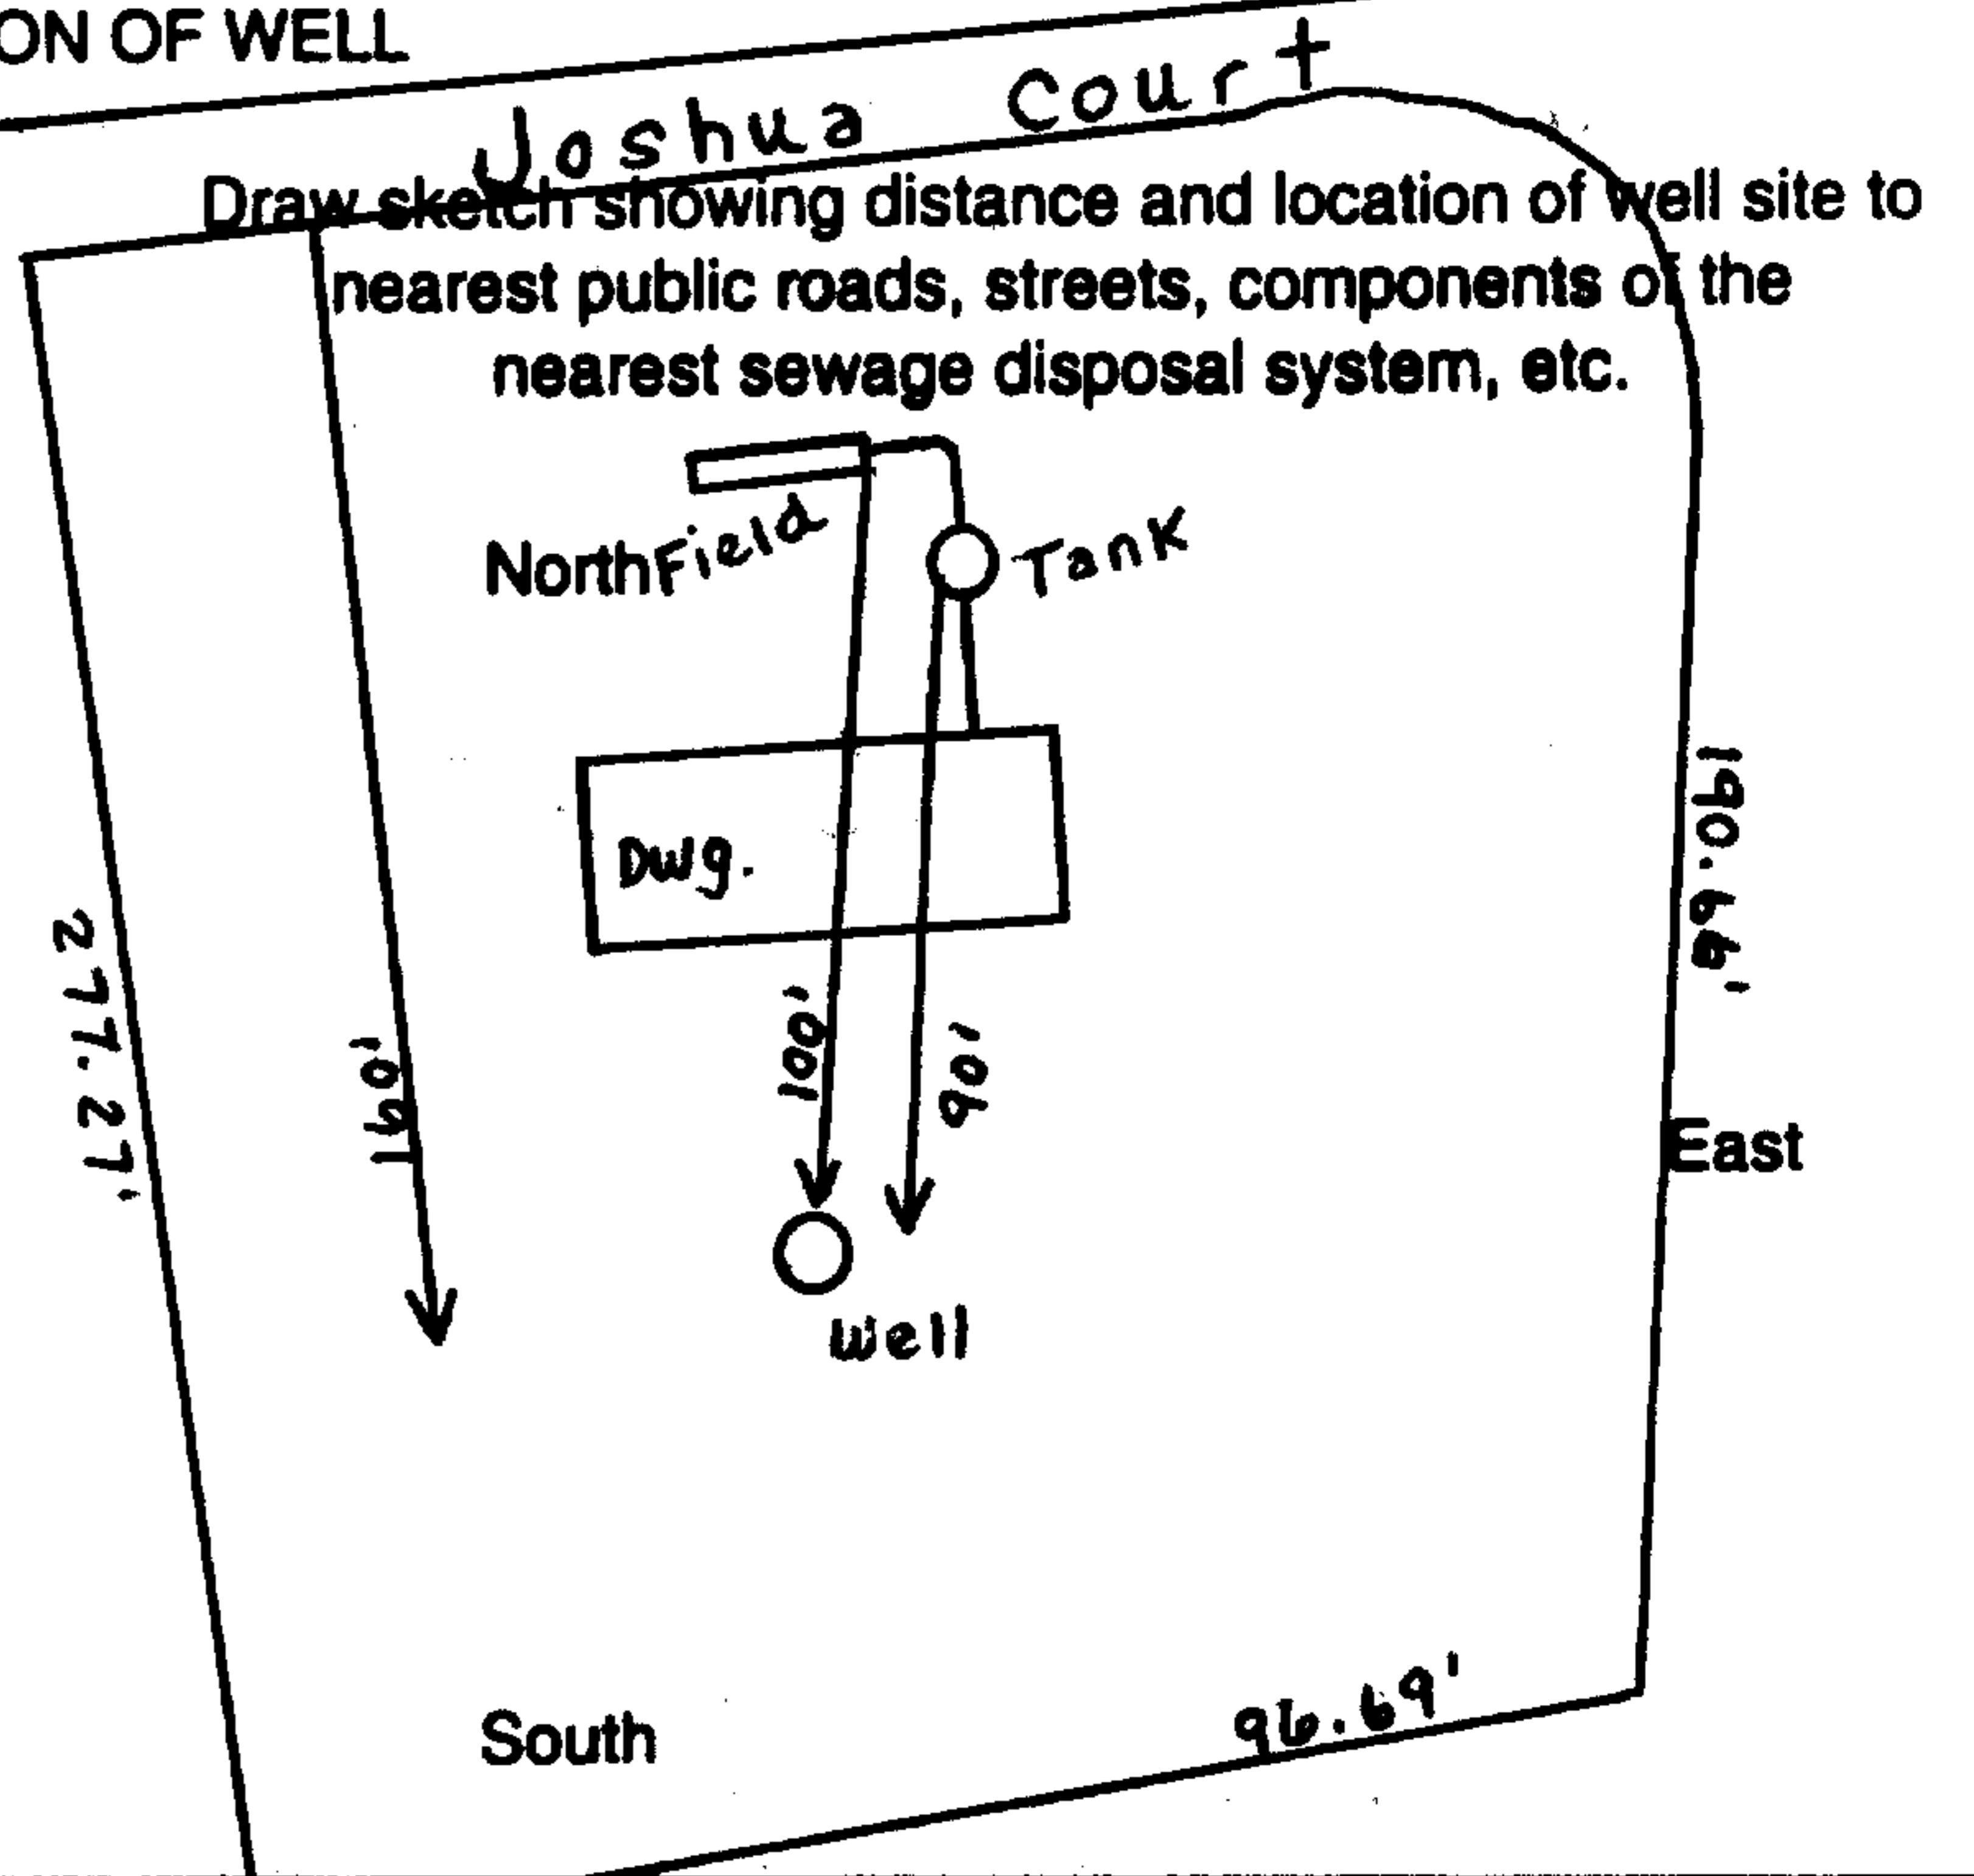 ON OF WELL
Joshua Court
Draw sketch showing distance and location of well site to
nearest public roads, streets, components of the
nearest sewage disposal system, etc.
North Field
Tank
Dwg.
190.66'
277.27'
160'
100'
90'
East
Well
South
96.69'